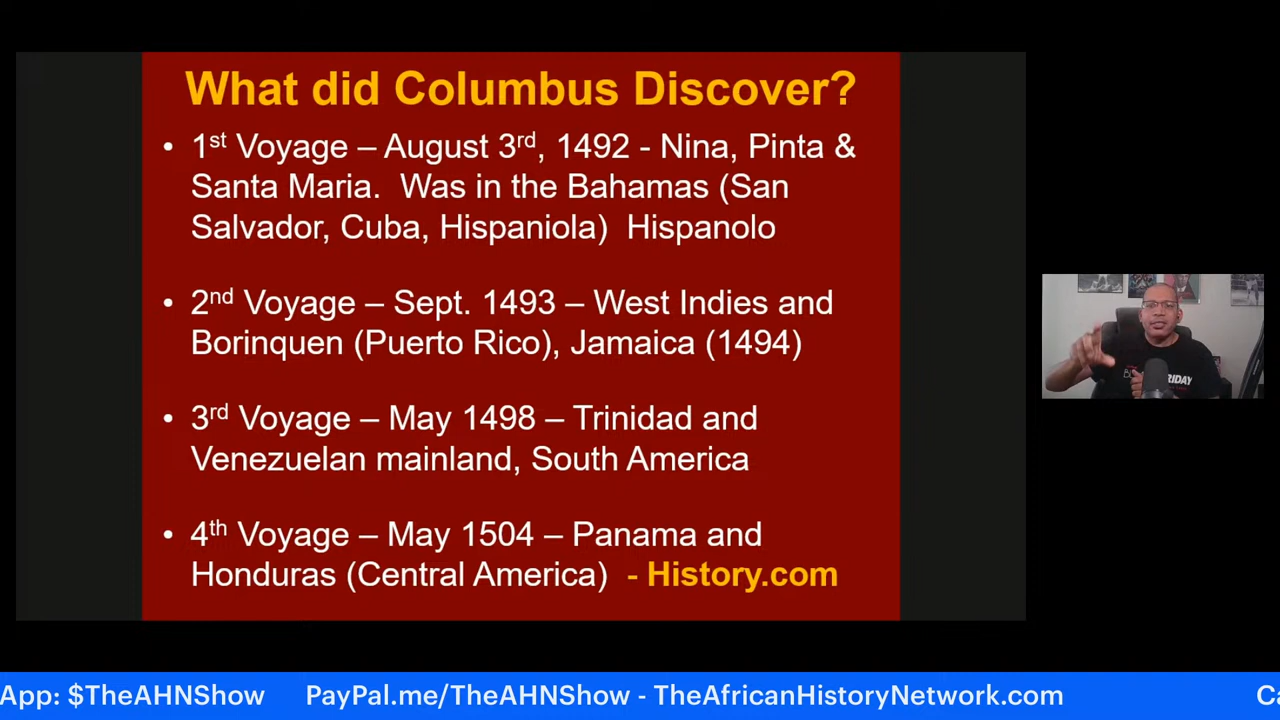 What did Columbus Discover?
• 1st Voyage – August 3rd, 1492 - Nina, Pinta &
Santa Maria. Was in the Bahamas (San
Salvador, Cuba, Hispaniola) Hispanolo
• 2nd Voyage – Sept. 1493 – West Indies and
Borinquen (Puerto Rico), Jamaica (1494)
• 3rd Voyage – May 1498 – Trinidad and
Venezuelan mainland, South America
• 4th Voyage – May 1504 – Panama and
Honduras (Central America) - History.com
RIDAY
App: $TheAHNShow PayPal.me/TheAHNShow - TheAfricanHistoryNetwork.com Ca